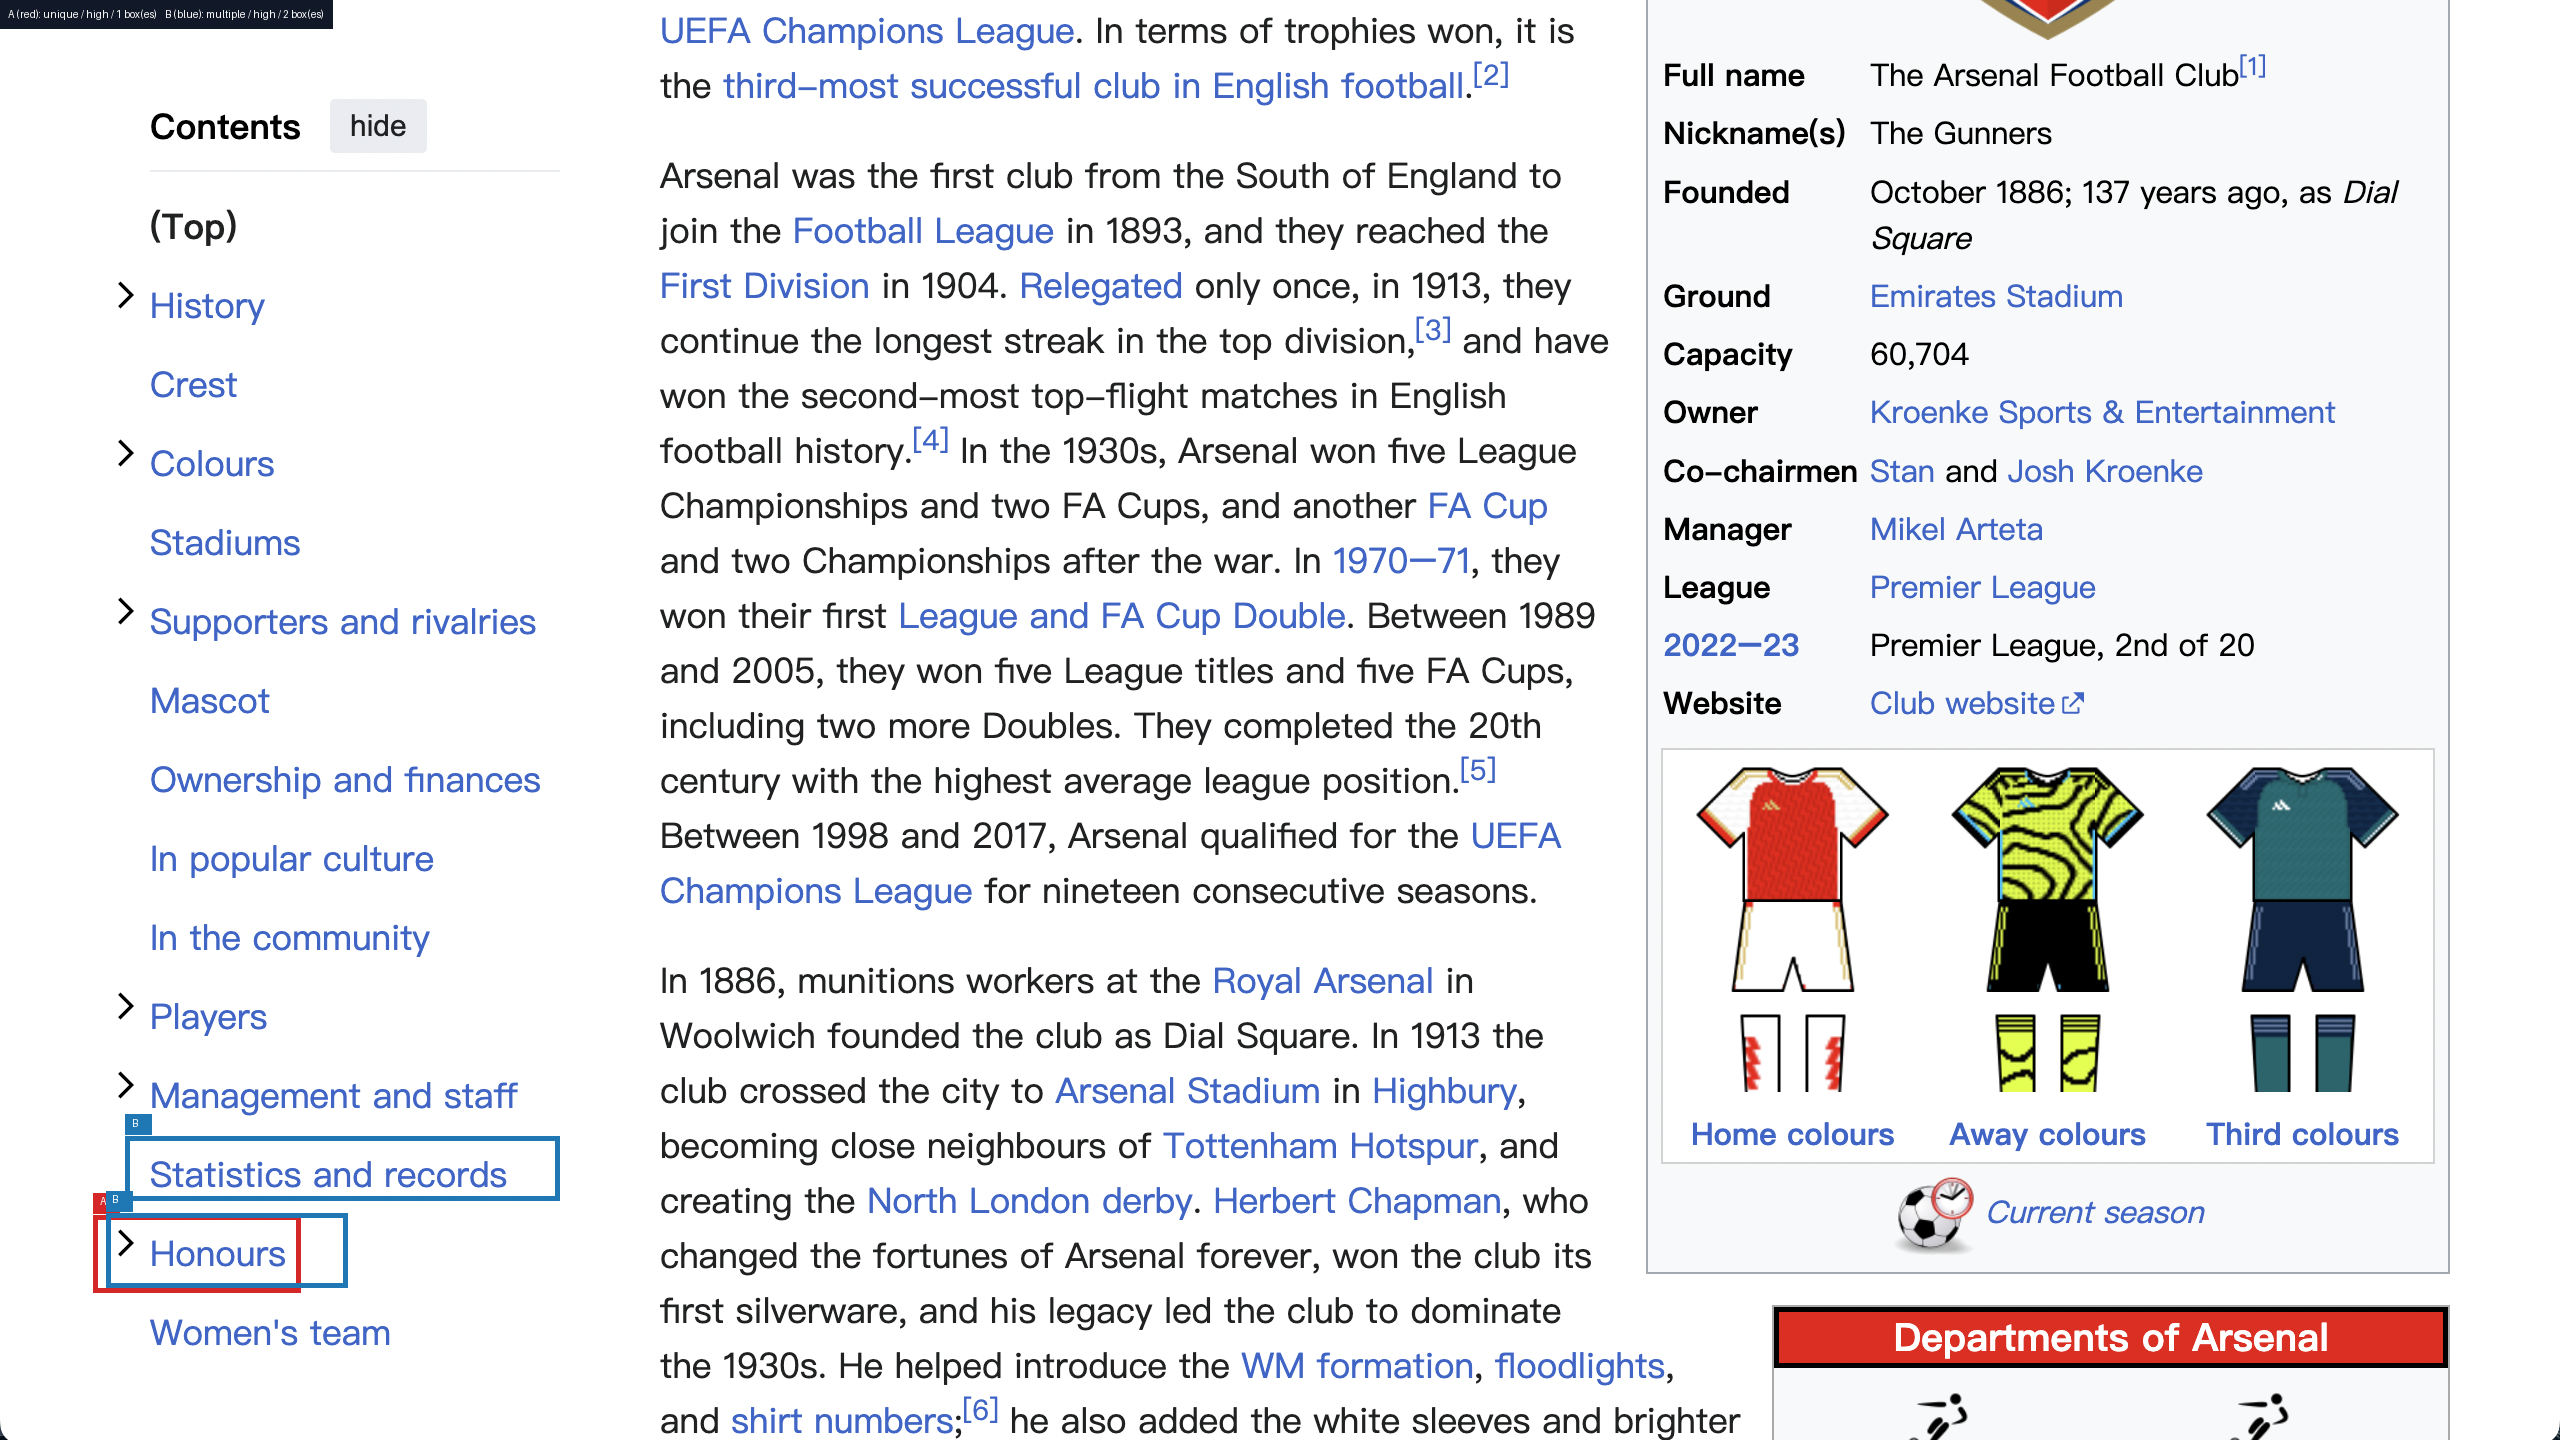 A (red): unique / high / 1 box(es) B (blue): multiple / high / 2 box(es)
Contents hide
(Top)
History
Crest
Colours
Stadiums
Supporters and rivalries
Mascot
Ownership and finances
In popular culture
In the community
Players
Management and staff
B
Statistics and records
A B
Honours
Women's team
UEFA Champions League. In terms of trophies won, it is
the third-most successful club in English football.[2]
Arsenal was the first club from the South of England to
join the Football League in 1893, and they reached the
First Division in 1904. Relegated only once, in 1913, they
continue the longest streak in the top division,[3] and have
won the second-most top-flight matches in English
football history.[4] In the 1930s, Arsenal won five League
Championships and two FA Cups, and another FA Cup
and two Championships after the war. In 1970–71, they
won their first League and FA Cup Double. Between 1989
and 2005, they won five League titles and five FA Cups,
including two more Doubles. They completed the 20th
century with the highest average league position.[5]
Between 1998 and 2017, Arsenal qualified for the UEFA
Champions League for nineteen consecutive seasons.
In 1886, munitions workers at the Royal Arsenal in
Woolwich founded the club as Dial Square. In 1913 the
club crossed the city to Arsenal Stadium in Highbury,
becoming close neighbours of Tottenham Hotspur, and
creating the North London derby. Herbert Chapman, who
changed the fortunes of Arsenal forever, won the club its
first silverware, and his legacy led the club to dominate
the 1930s. He helped introduce the WM formation, floodlights,
and shirt numbers;[6] he also added the white sleeves and brighter
Full name The Arsenal Football Club[1]
Nickname(s) The Gunners
Founded October 1886; 137 years ago, as Dial
Square
Ground Emirates Stadium
Capacity 60,704
Owner Kroenke Sports & Entertainment
Co-chairmen Stan and Josh Kroenke
Manager Mikel Arteta
League Premier League
2022–23 Premier League, 2nd of 20
Website Club website
Home colours Away colours Third colours
Current season
Departments of Arsenal